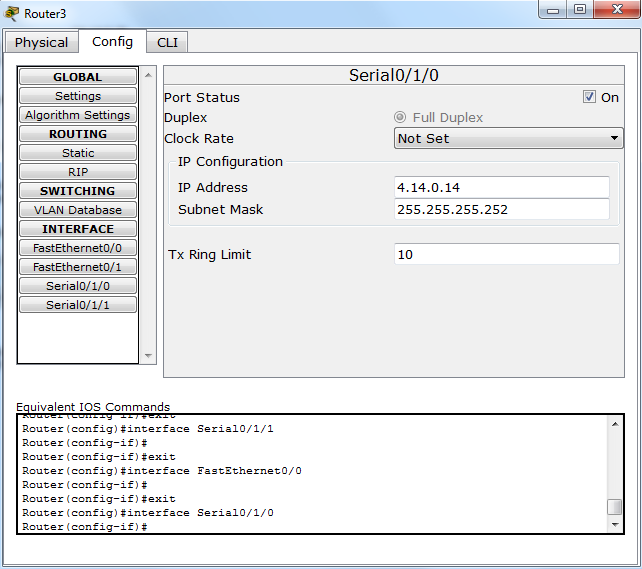 Router3
Physical
Config
CLI
GLOBAL
Settings
Algorithm Settings
ROUTING
Static
RIP
SWITCHING
VLAN Database
INTERFACE
FastEthernet0/0
FastEthernet0/1
Serial0/1/0
Serial0/1/1
Serial0/1/0
Port Status
On
Duplex
Full Duplex
Clock Rate
Not Set
IP Configuration
IP Address
4.14.0.14
Subnet Mask
255.255.255.252
Tx Ring Limit
10
Equivalent IOS Commands
Router(config-if)#exit
Router(config)#interface Serial0/1/1
Router(config-if)#
Router(config-if)#exit
Router(config)#interface FastEthernet0/0
Router(config-if)#
Router(config-if)#exit
Router(config)#interface Serial0/1/0
Router(config-if)#